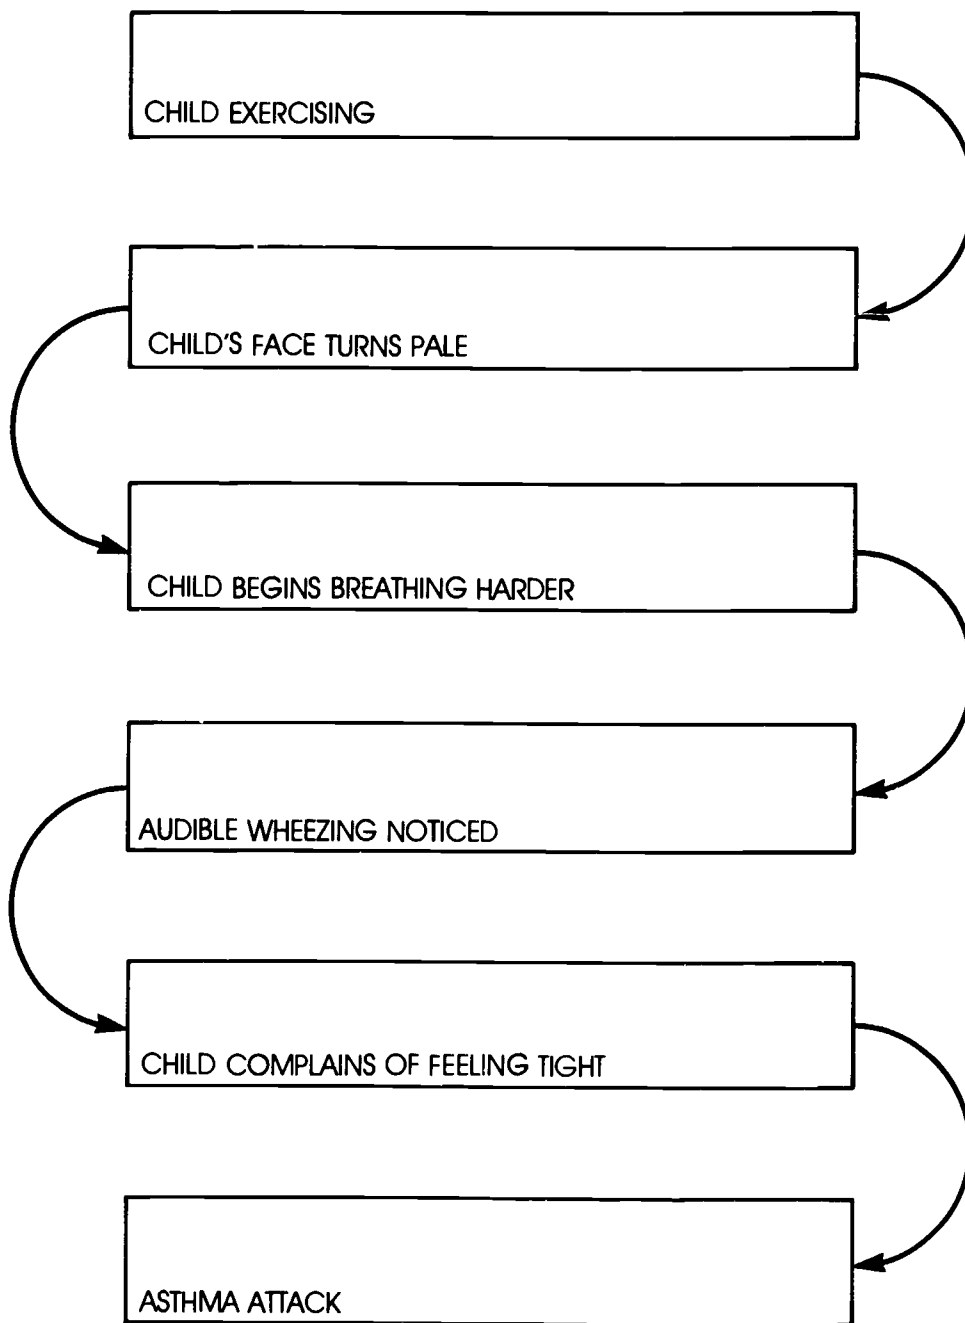 CHILD EXERCISING
CHILD'S FACE TURNS PALE
CHILD BEGINS BREATHING HARDER
AUDIBLE WHEEZING NOTICED
CHILD COMPLAINS OF FEELING TIGHT
ASTHMA ATTACK